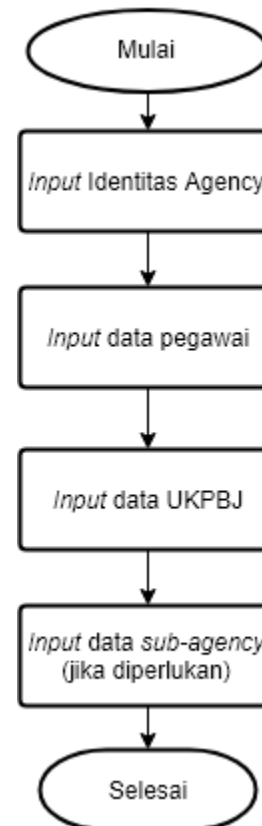 Mulai
Input Identitas Agency
Input data pegawai
Input data UKPBJ
Input data sub-agency
(jika diperlukan)
Selesai